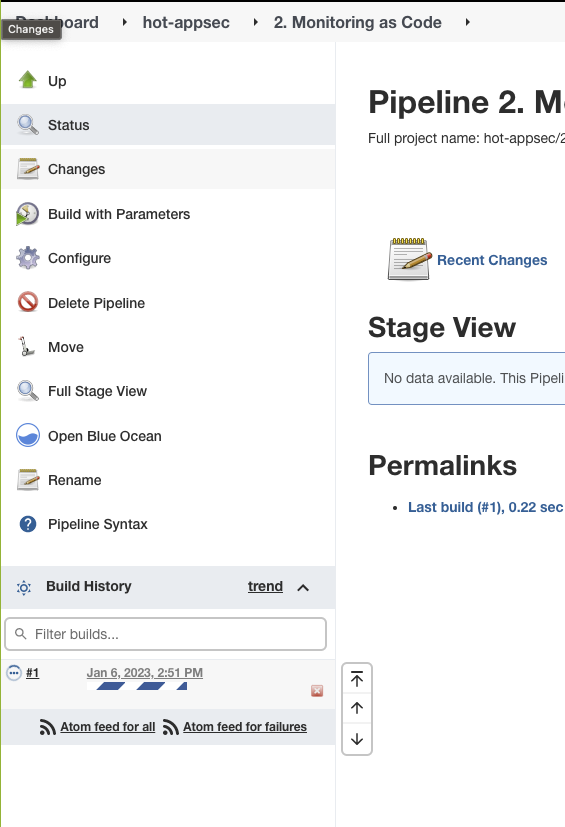 Dashboard hot-appsec 2. Monitoring as Code
Changes
Up
Status
Changes
Build with Parameters
Configure
Delete Pipeline
Move
Full Stage View
Open Blue Ocean
Rename
Pipeline Syntax
Build History trend
Filter builds...
#1 Jan 6, 2023, 2:51 PM
Atom feed for all Atom feed for failures
Pipeline 2. Mo
Full project name: hot-appsec/2
Recent Changes
Stage View
No data available. This Pipeli
Permalinks
Last build (#1), 0.22 sec